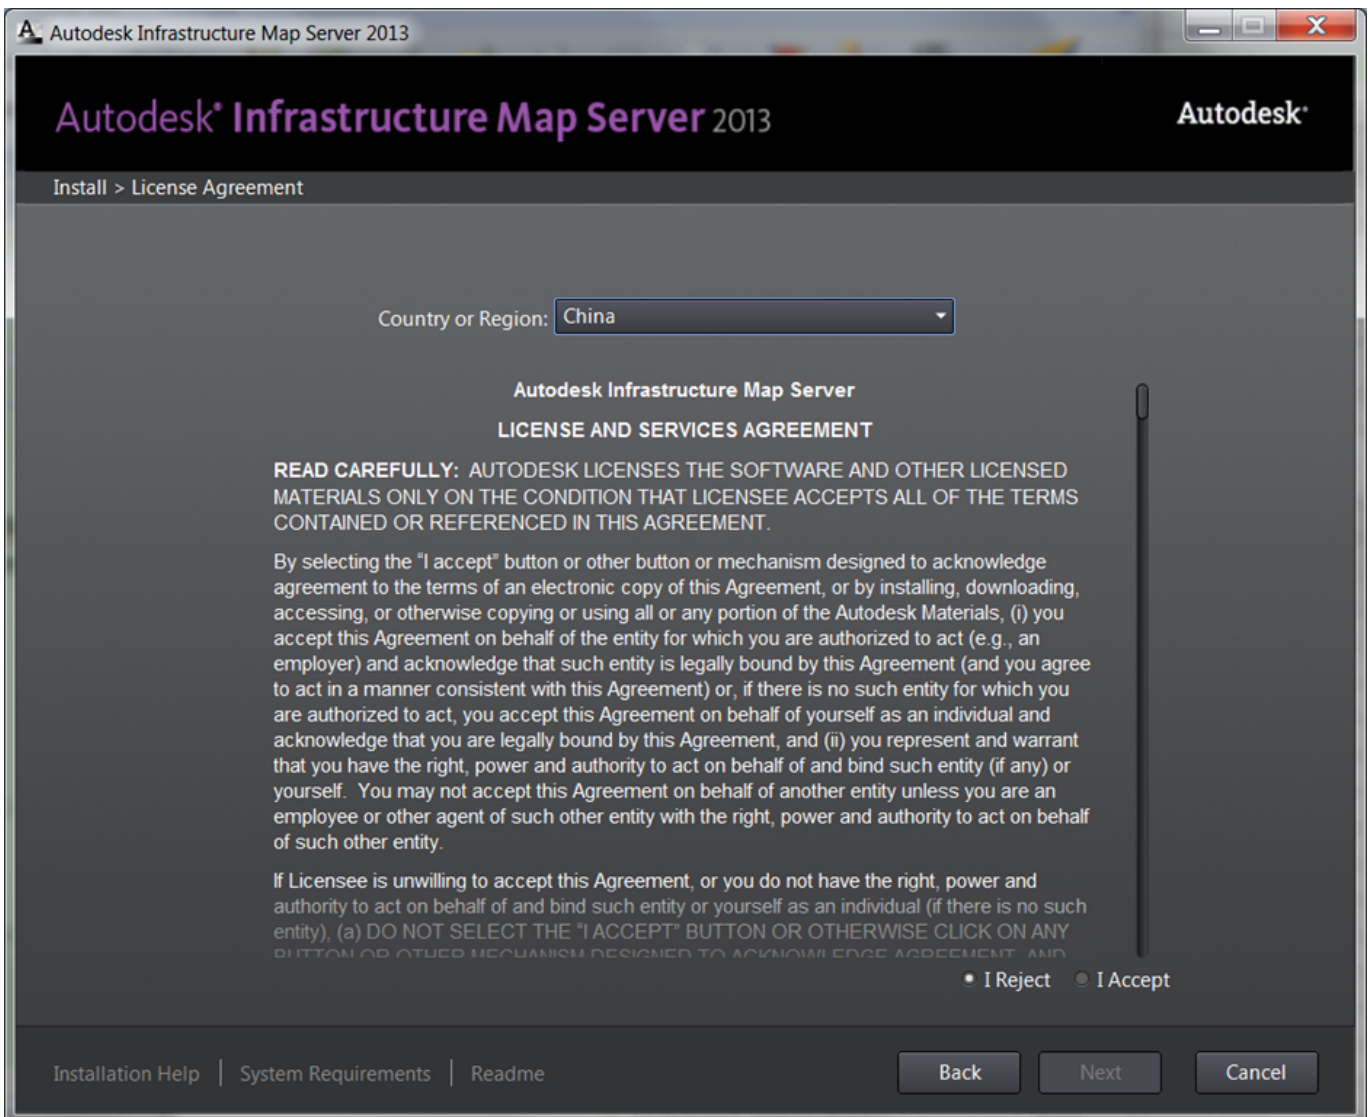 Autodesk Infrastructure Map Server 2013
Autodesk® Infrastructure Map Server 2013
Autodesk®
Install > License Agreement
Country or Region: China
Autodesk Infrastructure Map Server
LICENSE AND SERVICES AGREEMENT
READ CAREFULLY: AUTODESK LICENSES THE SOFTWARE AND OTHER LICENSED
MATERIALS ONLY ON THE CONDITION THAT LICENSEE ACCEPTS ALL OF THE TERMS
CONTAINED OR REFERENCED IN THIS AGREEMENT.
By selecting the “I accept” button or other button or mechanism designed to acknowledge
agreement to the terms of an electronic copy of this Agreement, or by installing, downloading,
accessing, or otherwise copying or using all or any portion of the Autodesk Materials, (i) you
accept this Agreement on behalf of the entity for which you are authorized to act (e.g., an
employer) and acknowledge that such entity is legally bound by this Agreement (and you agree
to act in a manner consistent with this Agreement) or, if there is no such entity for which you
are authorized to act, you accept this Agreement on behalf of yourself as an individual and
acknowledge that you are legally bound by this Agreement, and (ii) you represent and warrant
that you have the right, power and authority to act on behalf of and bind such entity (if any) or
yourself. You may not accept this Agreement on behalf of another entity unless you are an
employee or other agent of such other entity with the right, power and authority to act on behalf
of such other entity.
If Licensee is unwilling to accept this Agreement, or you do not have the right, power and
authority to act on behalf of and bind such entity or yourself as an individual (if there is no such
entity), (a) DO NOT SELECT THE “I ACCEPT” BUTTON OR OTHERWISE CLICK ON ANY
BUTTON OR OTHER MECHANISM DESIGNED TO ACKNOWLEDGE AGREEMENT, AND
I Reject I Accept
Installation Help | System Requirements | Readme
Back Next Cancel